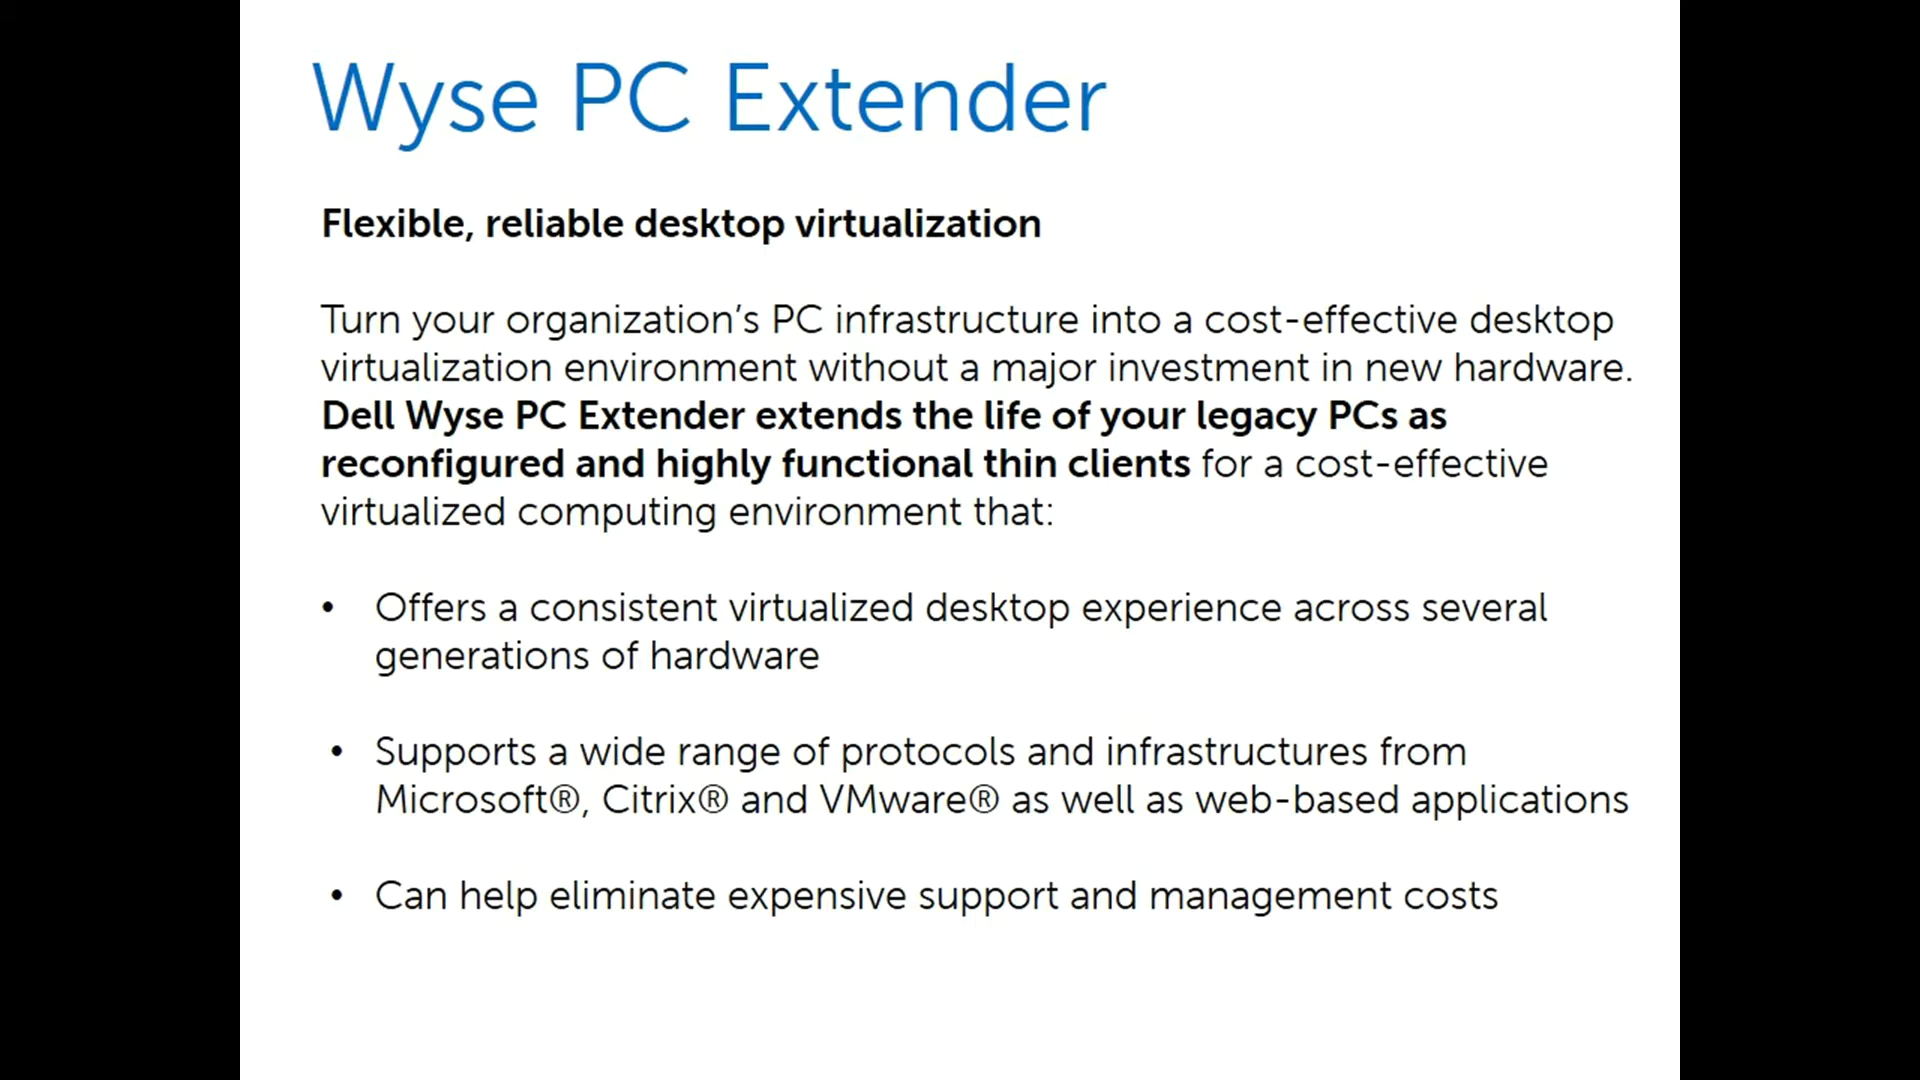 Wyse PC Extender
Flexible, reliable desktop virtualization
Turn your organization's PC infrastructure into a cost-effective desktop
virtualization environment without a major investment in new hardware.
Dell Wyse PC Extender extends the life of your legacy PCs as
reconfigured and highly functional thin clients for a cost-effective
virtualized computing environment that:
• Offers a consistent virtualized desktop experience across several
generations of hardware
• Supports a wide range of protocols and infrastructures from
Microsoft®, Citrix® and VMware® as well as web-based applications
• Can help eliminate expensive support and management costs